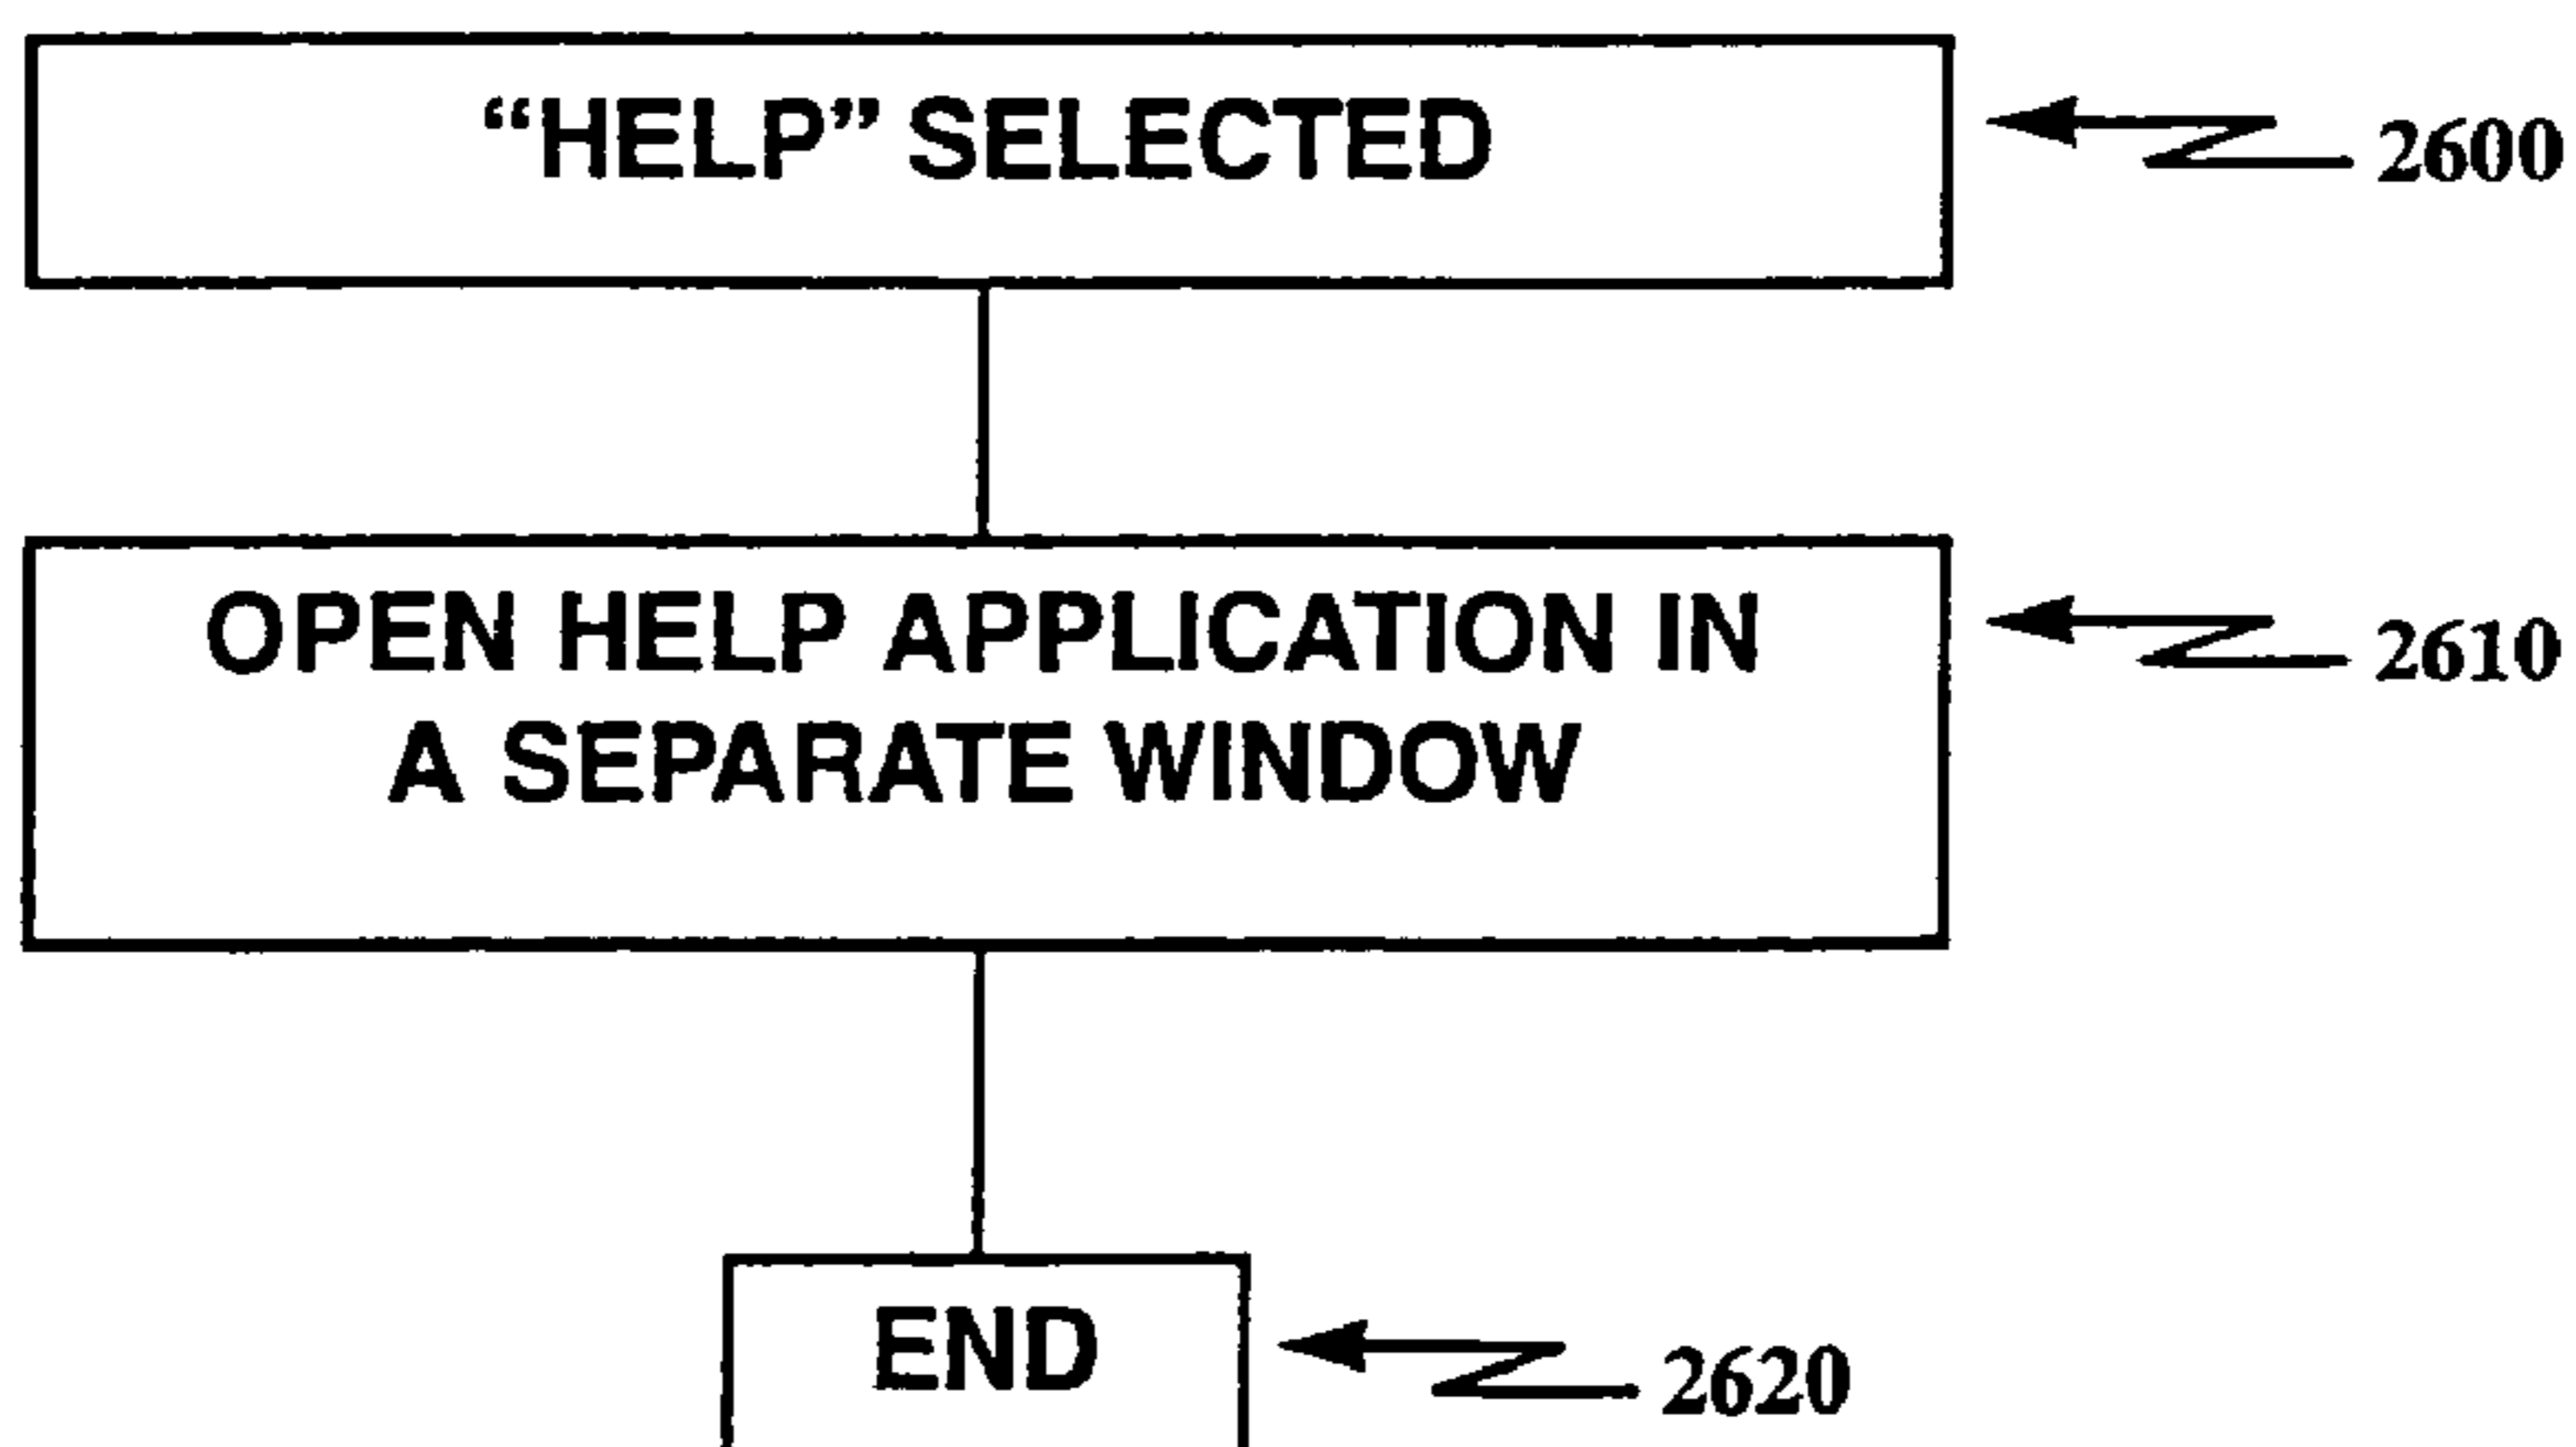 “HELP” SELECTED
2600
OPEN HELP APPLICATION IN
A SEPARATE WINDOW
2610
END
2620